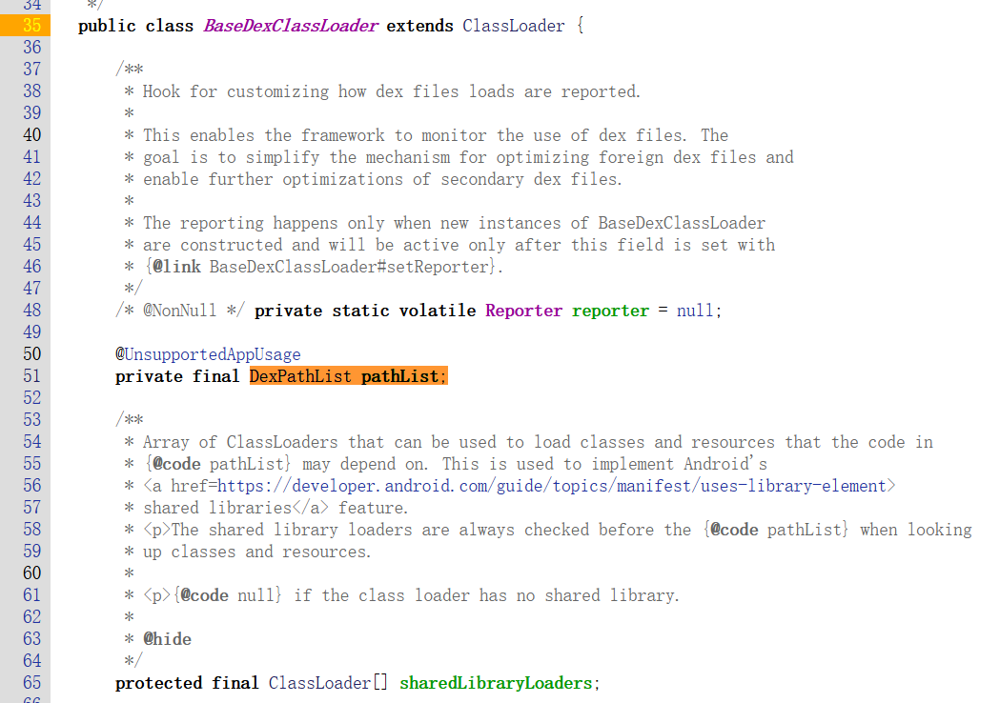 34 */
35 public class BaseDexClassLoader extends ClassLoader {
36
37 /**
38 * Hook for customizing how dex files loads are reported.
39 *
40 * This enables the framework to monitor the use of dex files. The
41 * goal is to simplify the mechanism for optimizing foreign dex files and
42 * enable further optimizations of secondary dex files.
43 *
44 * The reporting happens only when new instances of BaseDexClassLoader
45 * are constructed and will be active only after this field is set with
46 * {@link BaseDexClassLoader#setReporter}.
47 */
48 /* @NonNull */ private static volatile Reporter reporter = null;
49
50 @UnsupportedAppUsage
51 private final DexPathList pathList;
52
53 /**
54 * Array of ClassLoaders that can be used to load classes and resources that the code in
55 * {@code pathList} may depend on. This is used to implement Android's
56 * <a href=https://developer.android.com/guide/topics/manifest/uses-library-element>
57 * shared libraries</a> feature.
58 * <p>The shared library loaders are always checked before the {@code pathList} when looking
59 * up classes and resources.
60 *
61 * <p>{@code null} if the class loader has no shared library.
62 *
63 * @hide
64 */
65 protected final ClassLoader[] sharedLibraryLoaders;
66